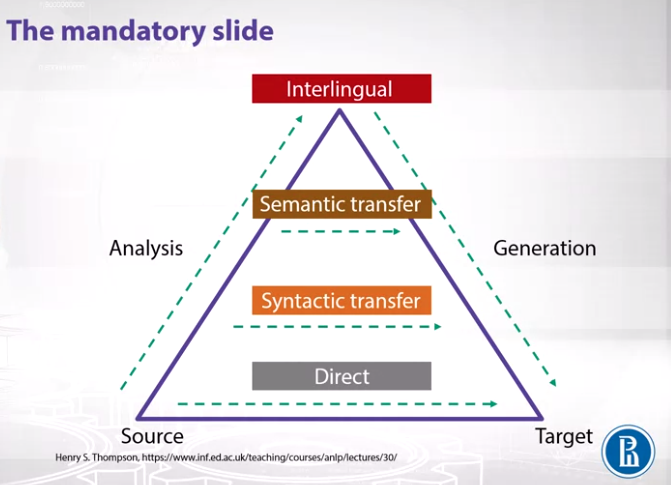 The mandatory slide
Interlingual
Semantic transfer
Analysis
Generation
Syntactic transfer
Direct
Source
Target
Henry S. Thompson, https://www.inf.ed.ac.uk/teaching/courses/anlp/lectures/30/